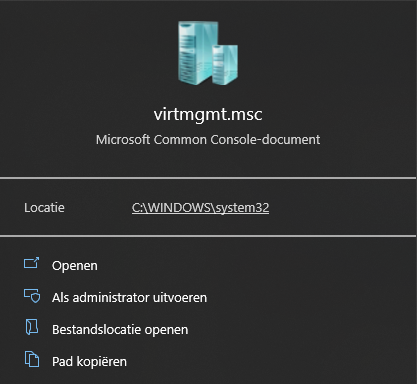 virtmgmt.msc
Microsoft Common Console-document
Locatie C:\WINDOWS\system32
Openen
Als administrator uitvoeren
Bestandslocatie openen
Pad kopiëren